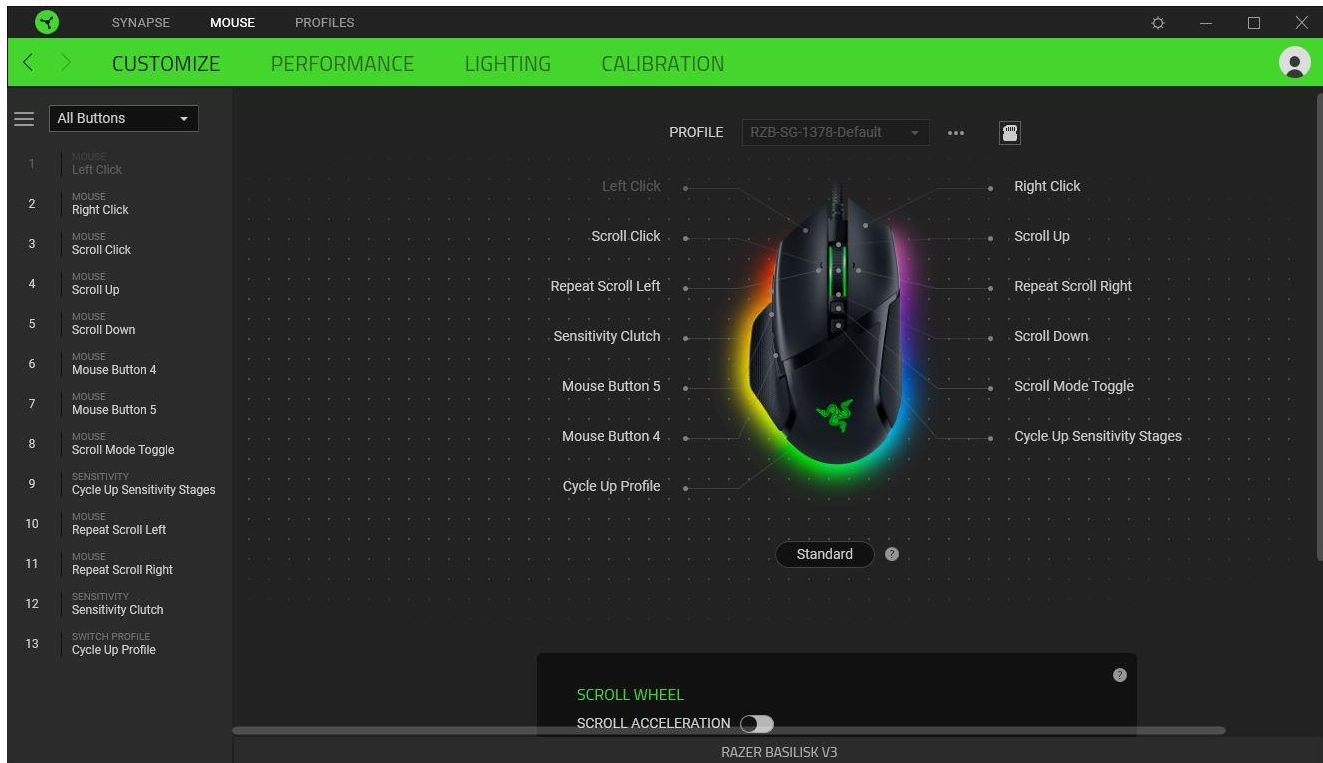 SYNAPSE MOUSE PROFILES
CUSTOMIZE PERFORMANCE LIGHTING CALIBRATION
All Buttons
1 MOUSE
Left Click
2 MOUSE
Right Click
3 MOUSE
Scroll Click
4 MOUSE
Scroll Up
5 MOUSE
Scroll Down
6 MOUSE
Mouse Button 4
7 MOUSE
Mouse Button 5
8 MOUSE
Scroll Mode Toggle
9 SENSITIVITY
Cycle Up Sensitivity Stages
10 MOUSE
Repeat Scroll Left
11 MOUSE
Repeat Scroll Right
12 SENSITIVITY
Sensitivity Clutch
13 SWITCH PROFILE
Cycle Up Profile
PROFILE RZB-SG-1378-Default
Left Click Right Click
Scroll Click Scroll Up
Repeat Scroll Left Repeat Scroll Right
Sensitivity Clutch Scroll Down
Mouse Button 5 Scroll Mode Toggle
Mouse Button 4 Cycle Up Sensitivity Stages
Cycle Up Profile
Standard ?
?
SCROLL WHEEL
SCROLL ACCELERATION
RAZER BASILISK V3